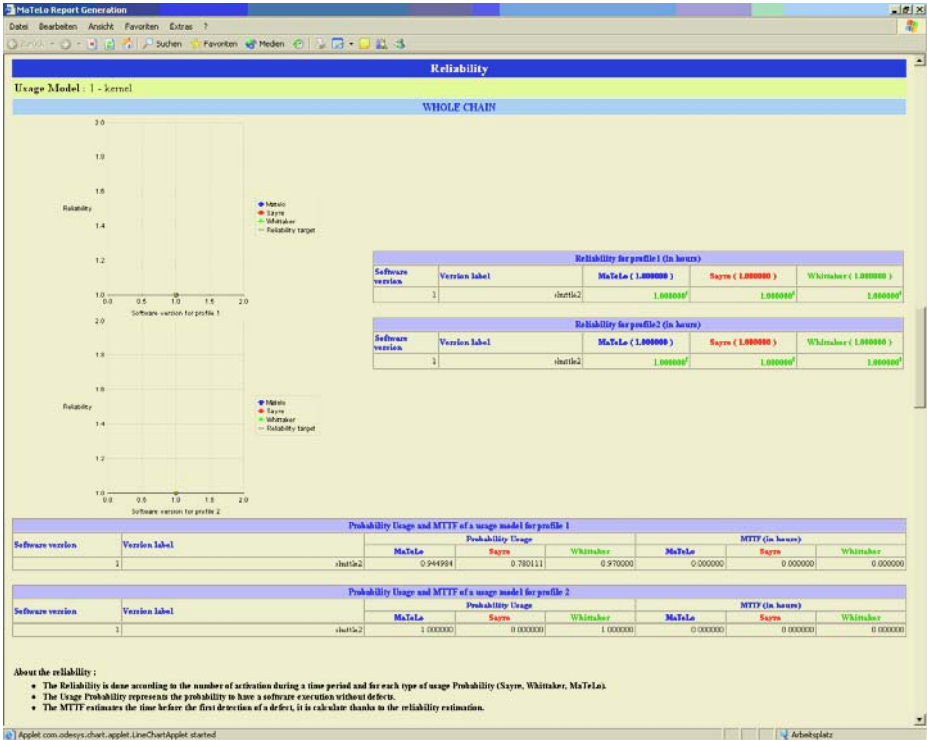 MaTeLo Report Generation
Datei Bearbeiten Ansicht Favoriten Extras ?
Zurück Suchen Favoriten Medien
Reliability
Usage Model : 1 - kernel
WHOLE CHAIN
2.0
1.8
1.6
Reliability
1.4
1.2
1.0
0.0 0.5 1.0 1.5 2.0
Software version for profile 1
Matelo
Sayre
Whittaker
Reliability target
Reliability for profile1 (in hours)
Software version Version label MaTeLo ( 1.000000 ) Sayre ( 1.000000 ) Whittaker ( 1.000000 )
1 shuttle2 1.000000 1.000000 1.000000
2.0
1.8
1.6
Reliability
1.4
1.2
1.0
0.0 0.5 1.0 1.5 2.0
Software version for profile 2
Matelo
Sayre
Whittaker
Reliability target
Reliability for profile2 (in hours)
Software version Version label MaTeLo ( 1.000000 ) Sayre ( 1.000000 ) Whittaker ( 1.000000 )
1 shuttle2 1.000000 1.000000 1.000000
Probability Usage and MTTF of a usage model for profile 1
Software version Version label Probability Usage MTTF (in hours)
MaTeLo Sayre Whittaker MaTeLo Sayre Whittaker
1 shuttle2 0.944984 0.780111 0.970000 0.000000 0.000000 0.000000
Probability Usage and MTTF of a usage model for profile 2
Software version Version label Probability Usage MTTF (in hours)
MaTeLo Sayre Whittaker MaTeLo Sayre Whittaker
1 shuttle2 1.000000 0.000000 1.000000 0.000000 0.000000 0.000000
About the reliability :
• The Reliability is done according to the number of activation during a time period and for each type of usage Probability (Sayre, Whittaker, MaTeLo).
• The Usage Probability represents the probability to have a software execution without defects.
• The MTTF estimates the time before the first detection of a defect, it is calculate thanks to the reliability estimation.
Applet com.odesys.chart.applet.LineChartApplet started
Arbeitsplatz